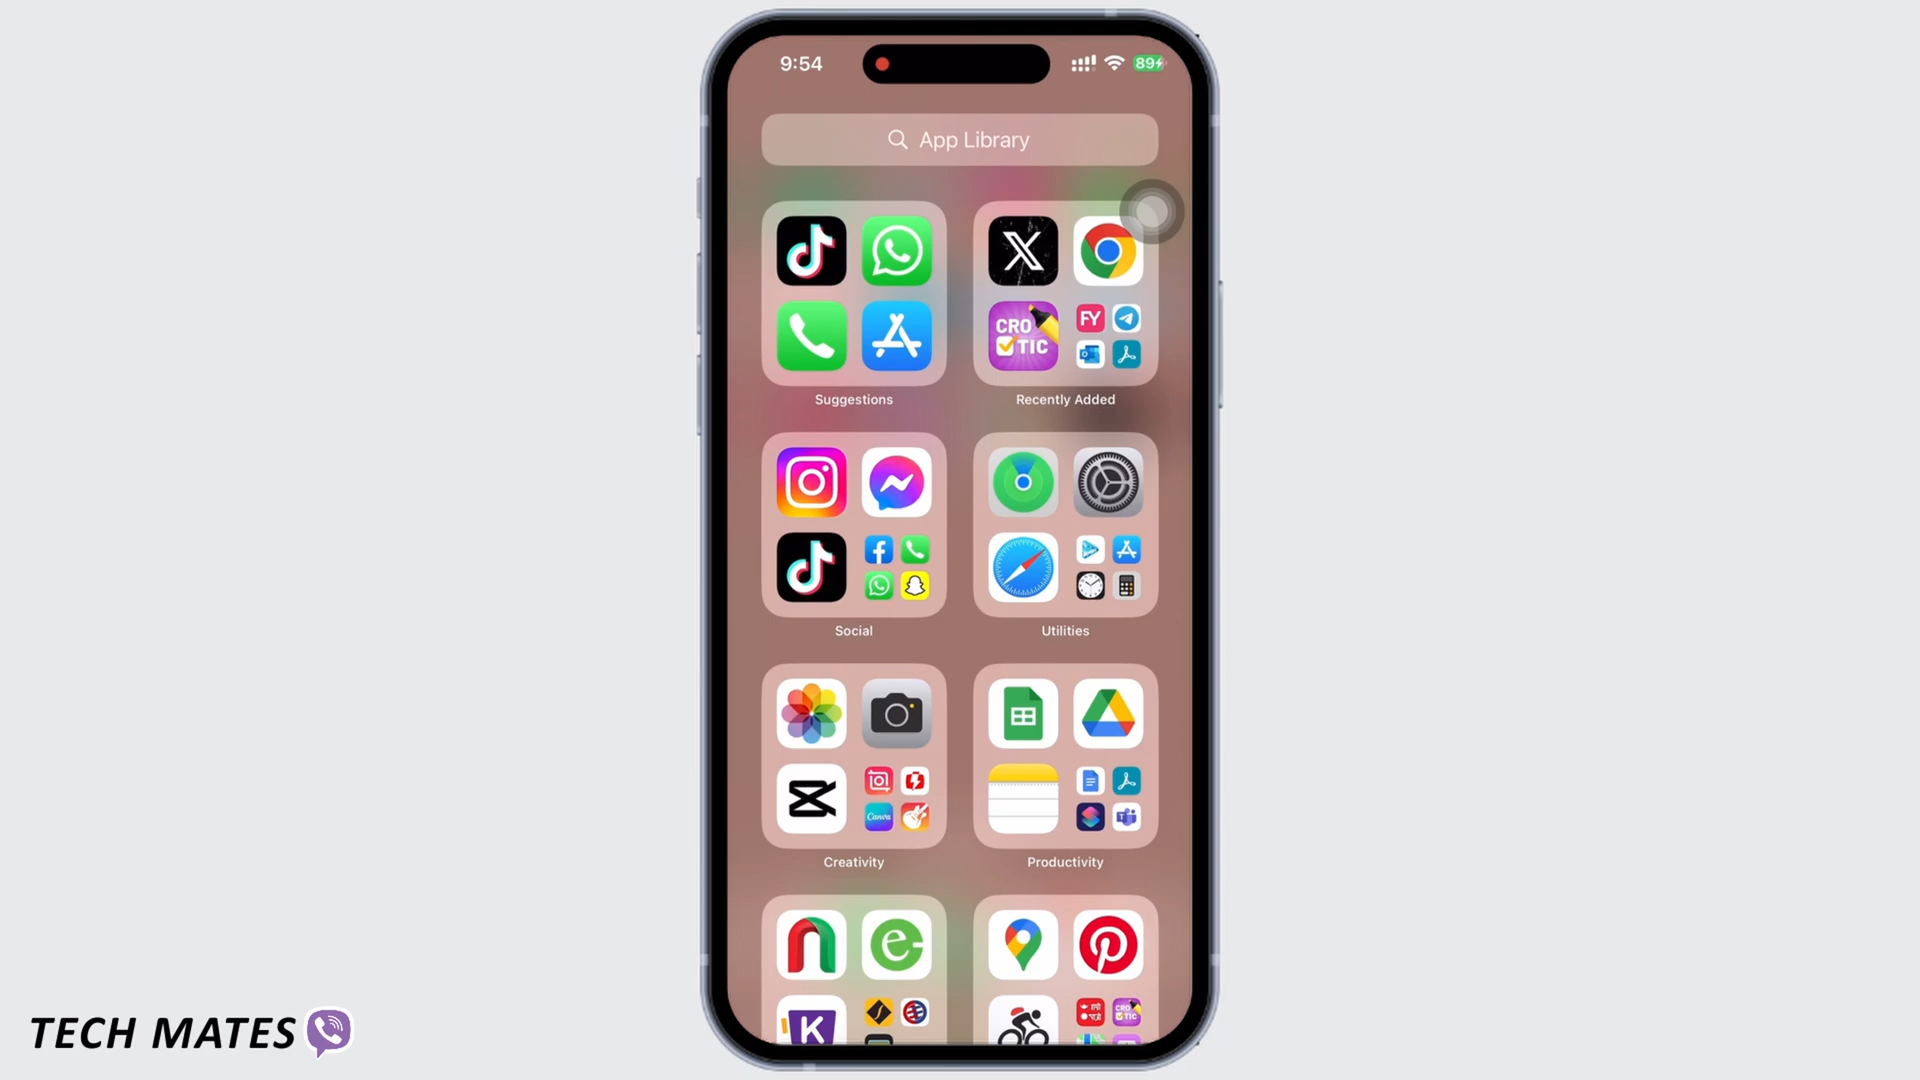 9:54
89
App Library
CRO
TIC
FY
Suggestions
Recently Added
Social
Utilities
Canva
Creativity
Productivity
K
TECH MATES